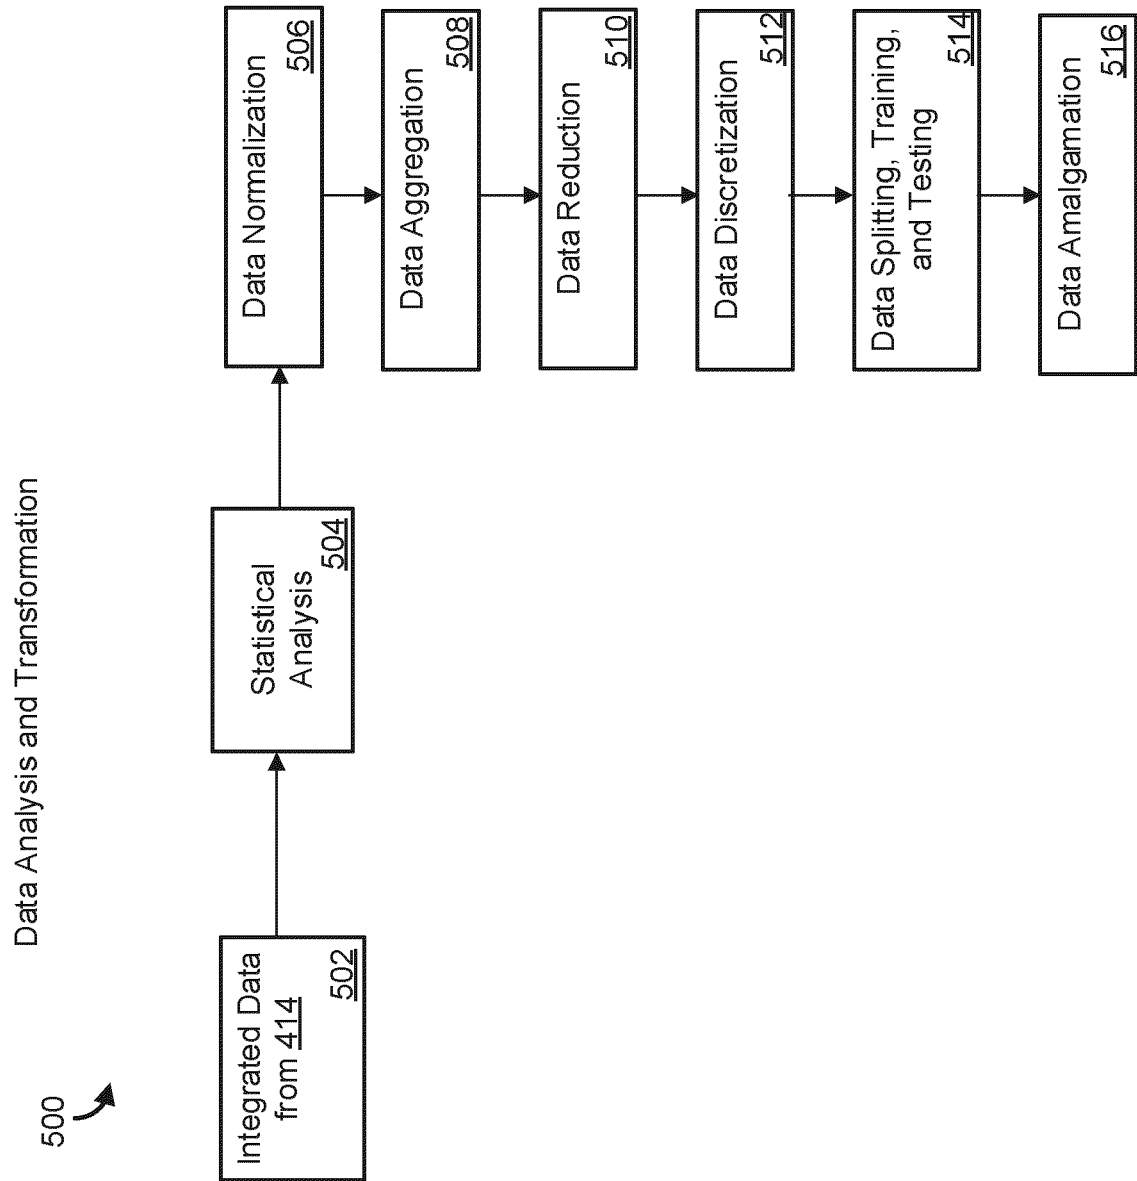 500
Data Analysis and Transformation
Integrated Data
from 414
502
Statistical
Analysis
504
Data Normalization
506
Data Aggregation
508
Data Reduction
510
Data Discretization
512
Data Splitting, Training,
and Testing
514
Data Amalgamation
516